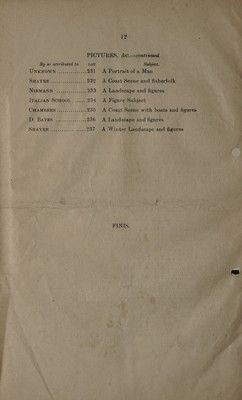 12
PICTURES, &c.—continued.
By or attributed to LOT Subject.
UNKNOWN .............231 A Portrait of a Man
SHAYER ................232 A Coast Scene and fisherfolk
NIEMANN .............233 A Landscape and figures
ITALIAN SCHOOL ......234 A Figure Subject
CHAMBERS .............235 A Coast Scene with boats and figures
D. BATES .............236 A Landscape and figures
SHAYER ................237 A Winter Landscape and figures
FINIS.